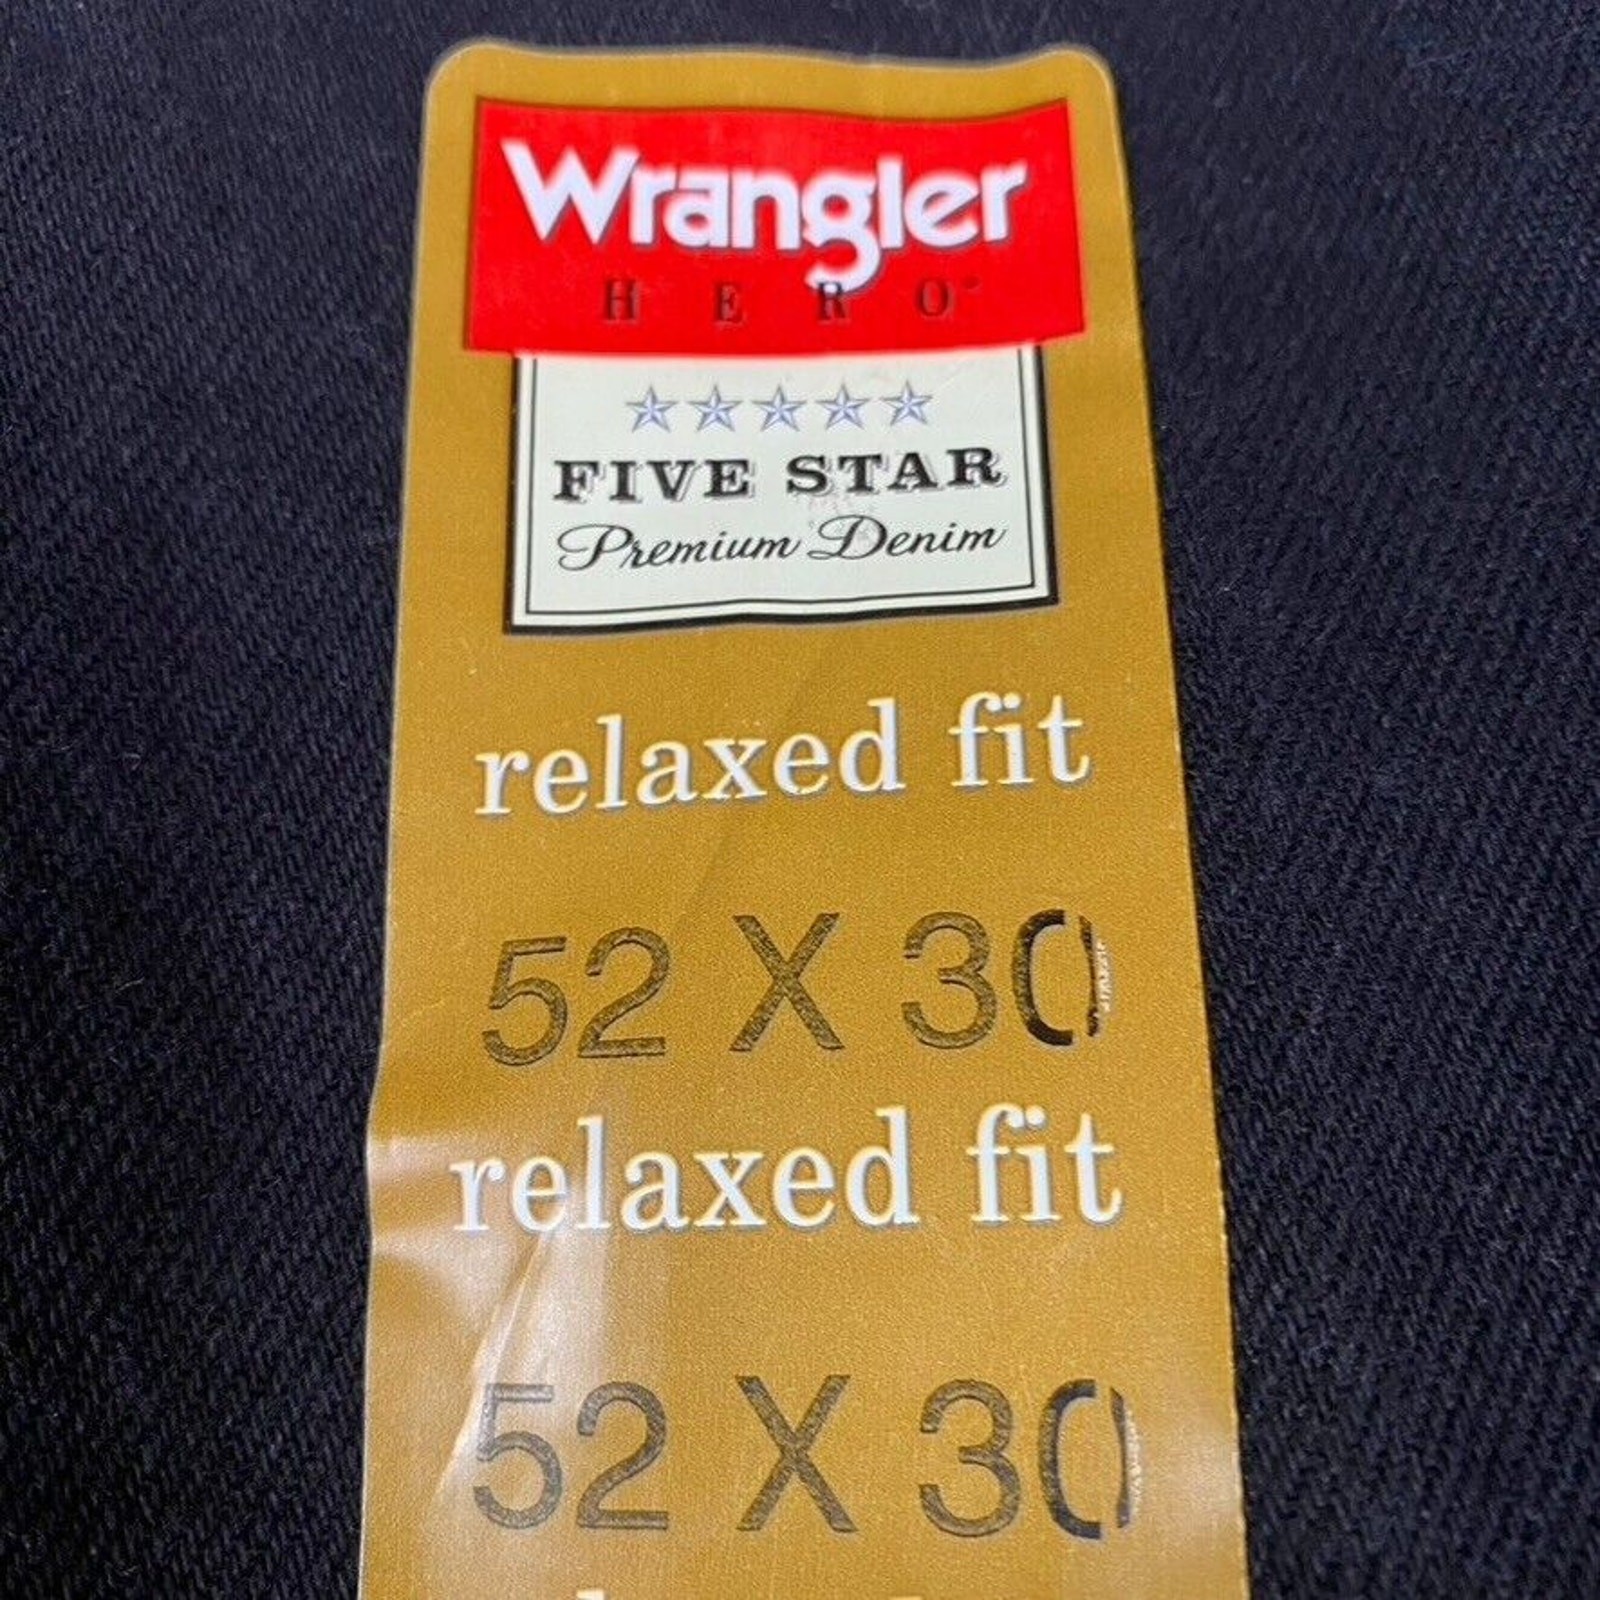 Wrangler
HERO
FIVE STAR
Premium Denim
relaxed fit
52 X 30
relaxed fit
52 X 30